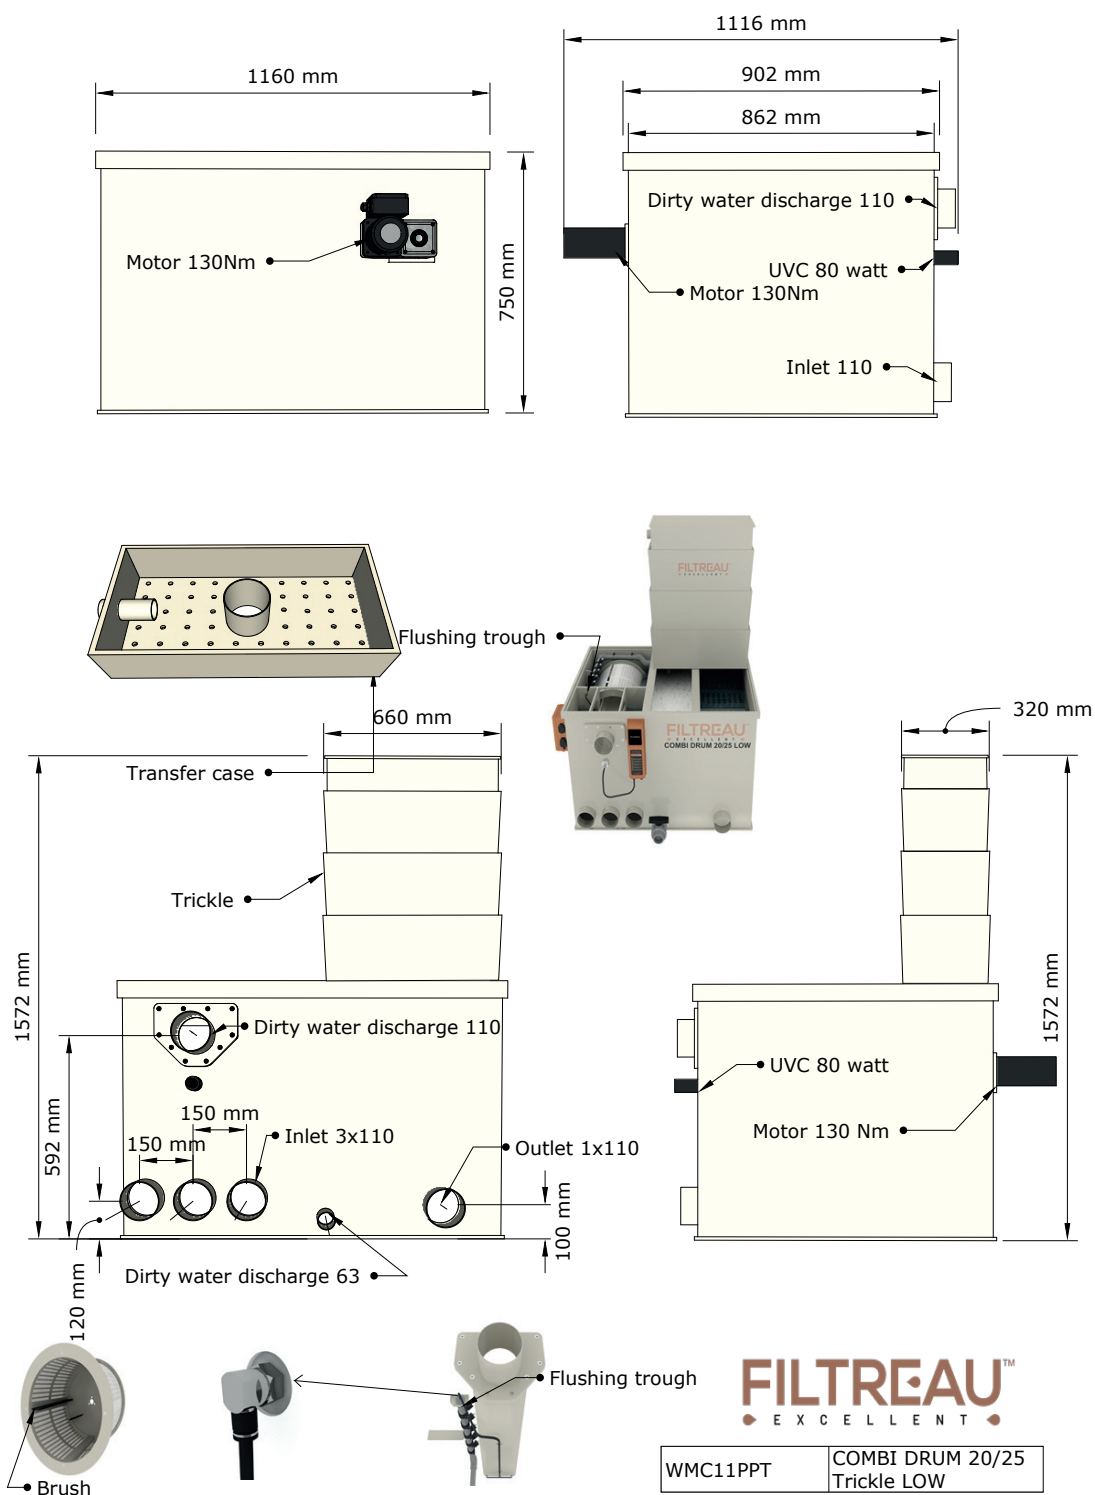 1116 mm
1160 mm
902 mm
862 mm
Dirty water discharge 110
Motor 130Nm
750 mm
UVC 80 watt
Motor 130Nm
Inlet 110
FILTREAU
EXCELLENT
Flushing trough
660 mm
320 mm
FILTREAU
EXCELLENT
COMBI DRUM 20/25 LOW
Transfer case
Trickle
1572 mm
1572 mm
Dirty water discharge 110
UVC 80 watt
592 mm
150 mm
150 mm
Inlet 3x110
Outlet 1x110
Motor 130 Nm
100 mm
Dirty water discharge 63
120 mm
Flushing trough
Brush
FILTREAU™
EXCELLENT
WMC11PPT
COMBI DRUM 20/25
Trickle LOW